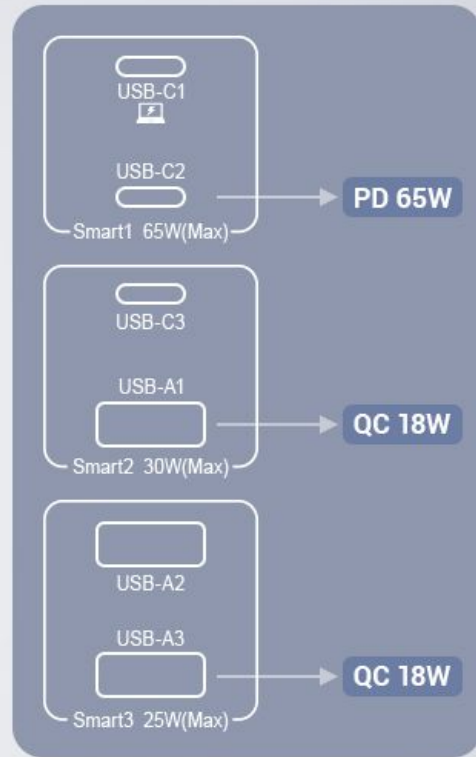 USB-C1
USB-C2
PD 65W
Smart1 65W(Max)
USB-C3
USB-A1
QC 18W
Smart2 30W(Max)
USB-A2
USB-A3
QC 18W
Smart3 25W(Max)